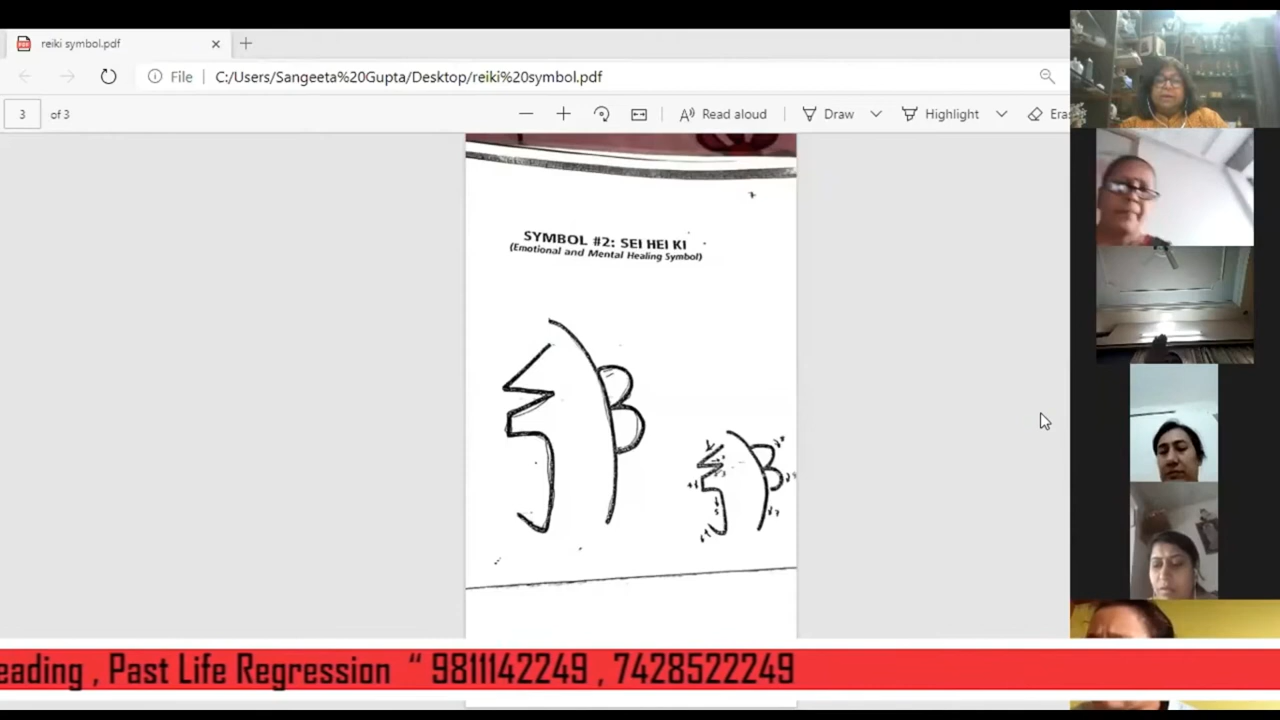 reiki symbol.pdf
File C:/Users/Sangeeta%20Gupta/Desktop/reiki%20symbol.pdf
3 of 3 Read aloud Draw Highlight
SYMBOL #2: SEI HEI KI
(Emotional and Mental Healing Symbol)
eading , Past Life Regression “ 9811142249 , 7428522249